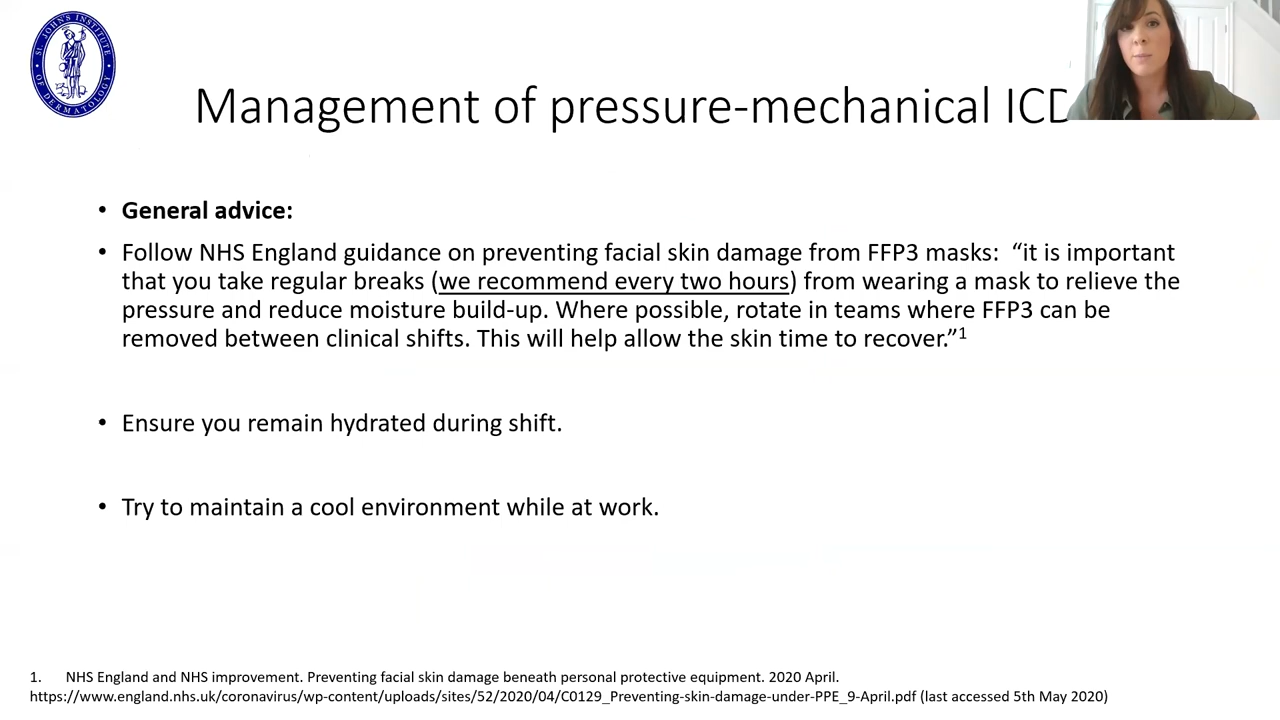 ST. JOHN'S INSTITUTE
OF DERMATOLOGY
Management of pressure-mechanical ICD
• General advice:
• Follow NHS England guidance on preventing facial skin damage from FFP3 masks:  “it is important
that you take regular breaks (we recommend every two hours) from wearing a mask to relieve the
pressure and reduce moisture build-up. Where possible, rotate in teams where FFP3 can be
removed between clinical shifts. This will help allow the skin time to recover.”1
• Ensure you remain hydrated during shift.
• Try to maintain a cool environment while at work.
1. NHS England and NHS improvement. Preventing facial skin damage beneath personal protective equipment. 2020 April.
https://www.england.nhs.uk/coronavirus/wp-content/uploads/sites/52/2020/04/C0129_Preventing-skin-damage-under-PPE_9-April.pdf (last accessed 5th May 2020)